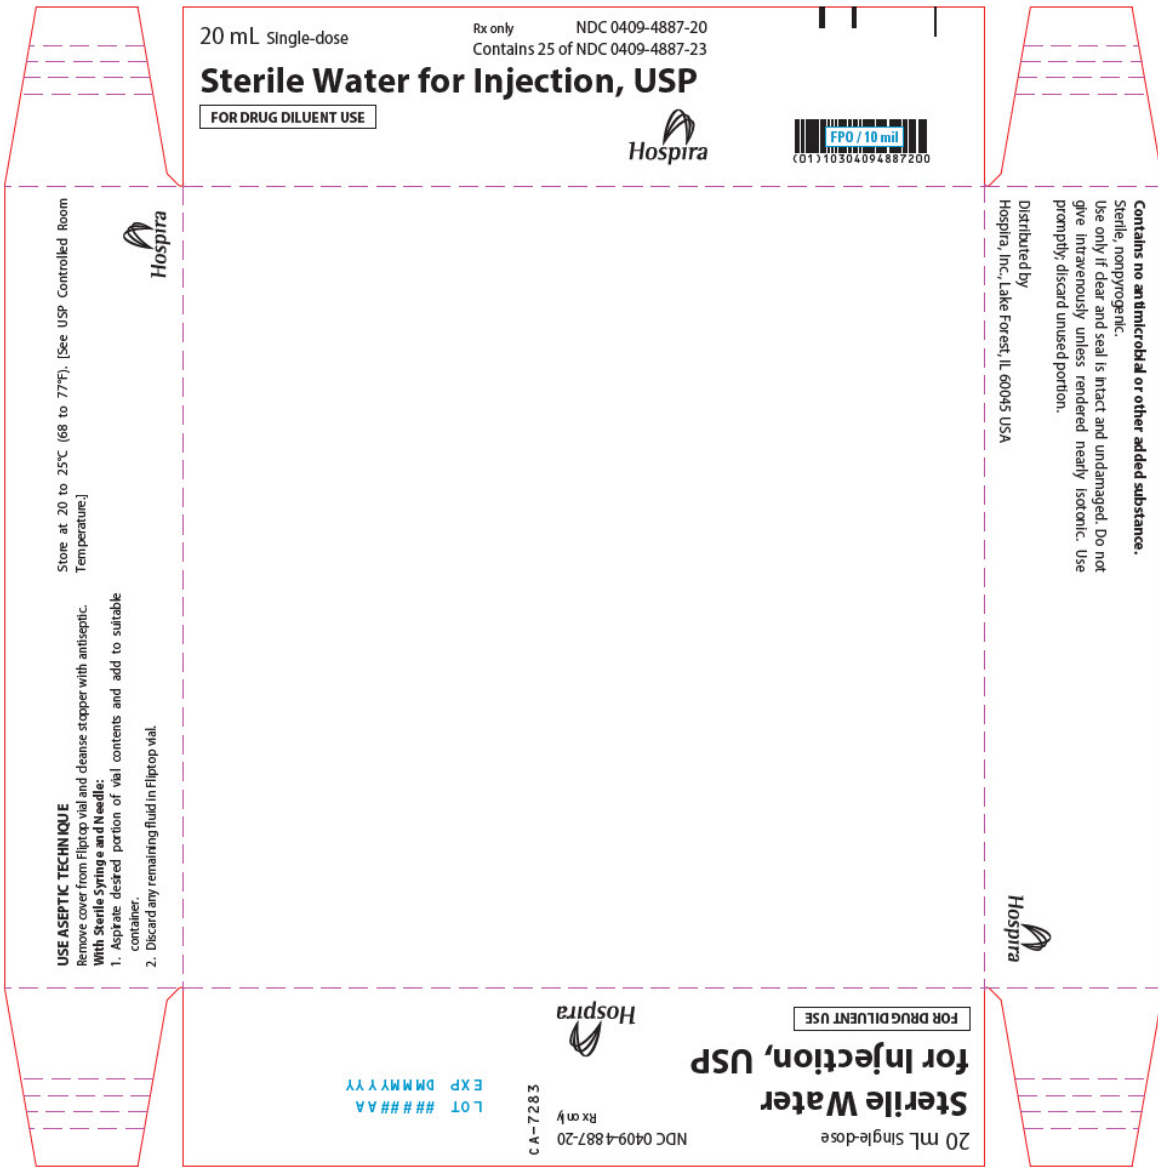 20 mL Single-dose
Rx only
NDC 0409-4887-20
Contains 25 of NDC 0409-4887-23
Sterile Water for Injection, USP
FOR DRUG DILUENT USE
Hospira
FPO / 10 mil
(01)10304094887200
Hospira
Store at 20 to 25°C (68 to 77°F). [See USP Controlled Room
Temperature.]
USE ASEPTIC TECHNIQUE
Remove cover from Fliptop vial and cleanse stopper with antiseptic.
With Sterile Syringe and Needle:
1. Aspirate desired portion of vial contents and add to suitable
container.
2. Discard any remaining fluid in Fliptop vial.
Contains no antimicrobial or other added substance.
Sterile, nonpyrogenic.
Use only if clear and seal is intact and undamaged. Do not
give intravenously unless rendered nearly isotonic. Use
promptly; discard unused portion.
Distributed by
Hospira, Inc., Lake Forest, IL 60045 USA
Hospira
20 mL Single-dose
NDC 0409-4887-20
Rx only
Sterile Water
for Injection, USP
FOR DRUG DILUENT USE
Hospira
CA-7283
LOT ######AA
EXP DMMMYYYY